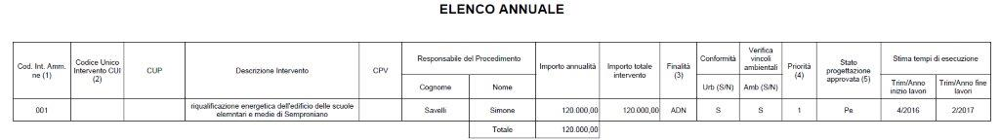 ELENCO ANNUALE
Cod. Int. Amm.
ne (1)
Codice Unico
Intervento CUI
(2)
CUP
Descrizione Intervento
CPV
Responsabile del Procedimento
Cognome
Nome
Importo annualità
Importo totale
intervento
Finalità
(3)
Conformità
Urb (S/N)
Verifica
vincoli
ambientali
Amb (S/N)
Priorità
(4)
Stato
progettazione
approvata (5)
Stima tempi di esecuzione
Trim/Anno
inizio lavori
Trim/Anno fine
lavori
001
riqualificazione energetica dell'edificio delle scuole
elemntari e medie di Semproniano
Savelli
Simone
120.000,00
120.000,00
ADN
S
S
1
Pe
4/2016
2/2017
Totale
120.000,00